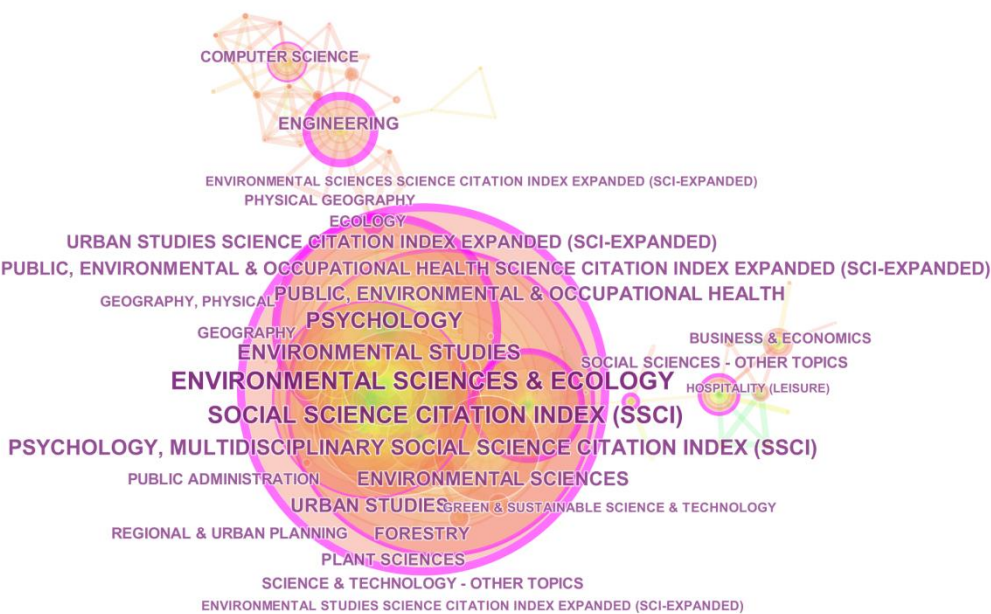 COMPUTER SCIENCE
ENGINEERING
ENVIRONMENTAL SCIENCES SCIENCE CITATION INDEX EXPANDED (SCI-EXPANDED)
PHYSICAL GEOGRAPHY
ECOLOGY
URBAN STUDIES SCIENCE CITATION INDEX EXPANDED (SCI-EXPANDED)
PUBLIC, ENVIRONMENTAL & OCCUPATIONAL HEALTH SCIENCE CITATION INDEX EXPANDED (SCI-EXPANDED)
GEOGRAPHY, PHYSICAL
PUBLIC, ENVIRONMENTAL & OCCUPATIONAL HEALTH
PSYCHOLOGY
GEOGRAPHY
BUSINESS & ECONOMICS
ENVIRONMENTAL STUDIES
SOCIAL SCIENCES - OTHER TOPICS
ENVIRONMENTAL SCIENCES & ECOLOGY
HOSPITALITY (LEISURE)
SOCIAL SCIENCE CITATION INDEX (SSCI)
PSYCHOLOGY, MULTIDISCIPLINARY SOCIAL SCIENCE CITATION INDEX (SSCI)
PUBLIC ADMINISTRATION
ENVIRONMENTAL SCIENCES
URBAN STUDIES
GREEN & SUSTAINABLE SCIENCE & TECHNOLOGY
REGIONAL & URBAN PLANNING
FORESTRY
PLANT SCIENCES
SCIENCE & TECHNOLOGY - OTHER TOPICS
ENVIRONMENTAL STUDIES SCIENCE CITATION INDEX EXPANDED (SCI-EXPANDED)